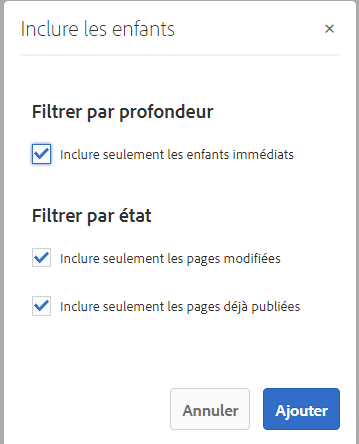 Inclure les enfants
Filtrer par profondeur
Inclure seulement les enfants immédiats
Filtrer par état
Inclure seulement les pages modifiées
Inclure seulement les pages déjà publiées
Annuler Ajouter